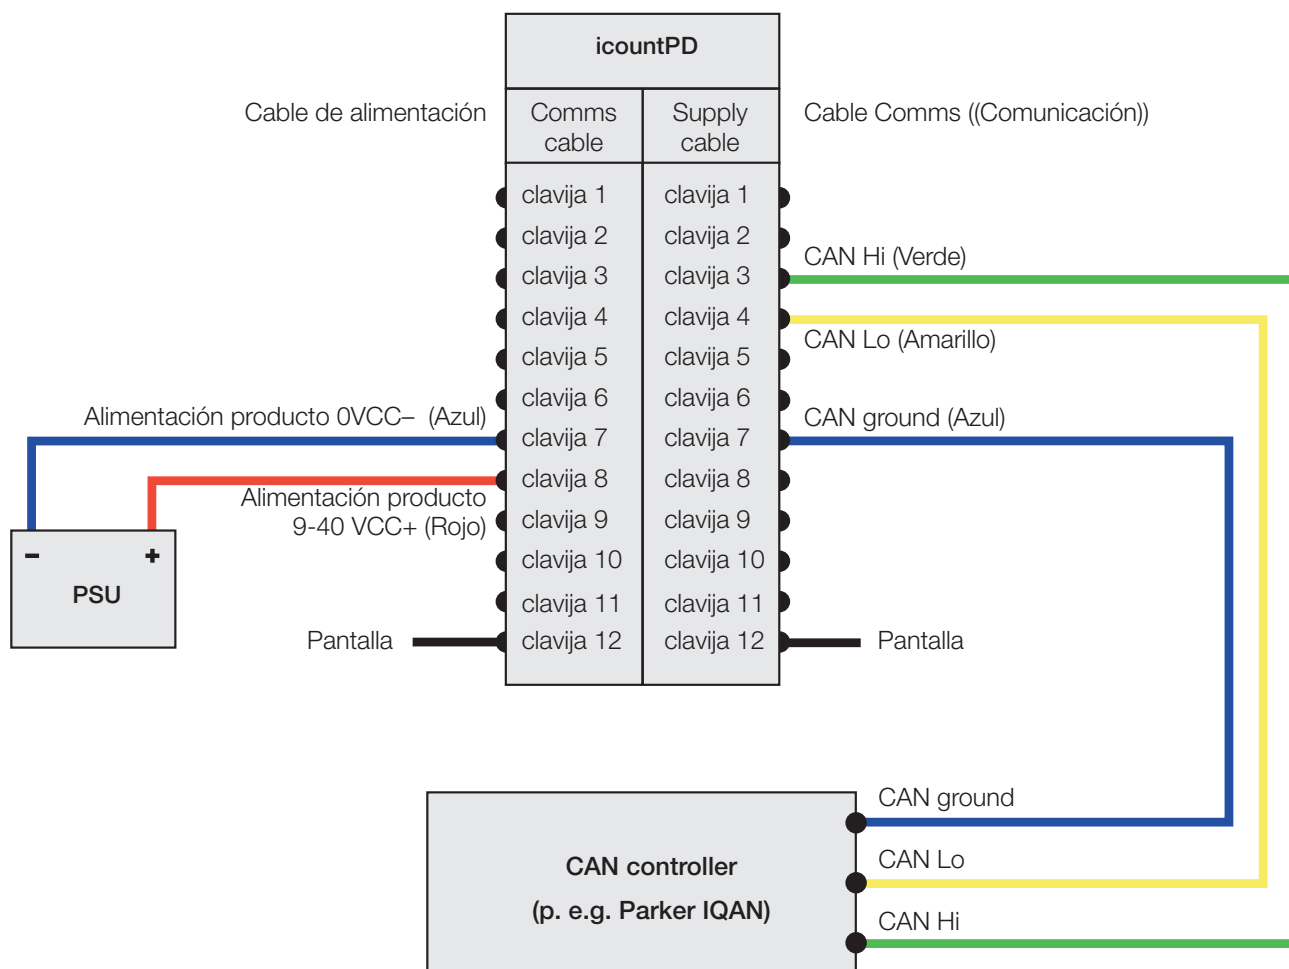 icountPD
Cable de alimentación
Comms
cable
Supply
cable
Cable Comms ((Comunicación))
clavija 1
clavija 1
clavija 2
clavija 2
CAN Hi (Verde)
clavija 3
clavija 3
clavija 4
clavija 4
CAN Lo (Amarillo)
clavija 5
clavija 5
clavija 6
clavija 6
Alimentación producto 0VCC– (Azul)
CAN ground (Azul)
clavija 7
clavija 7
clavija 8
clavija 8
Alimentación producto
9-40 VCC+ (Rojo)
clavija 9
clavija 9
clavija 10
clavija 10
– +
PSU
clavija 11
clavija 11
Pantalla
clavija 12
clavija 12
Pantalla
CAN ground
CAN controller
(p. e.g. Parker IQAN)
CAN Lo
CAN Hi